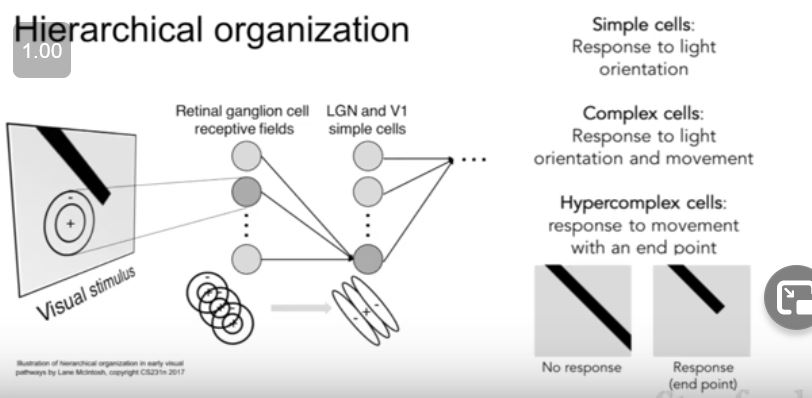 Hierarchical organization
1.00
Retinal ganglion cell
receptive fields
LGN and V1
simple cells
Visual stimulus
Illustration of hierarchical organization in early visual
pathways by Lane McIntosh, copyright CS231n 2017
Simple cells:
Response to light
orientation
Complex cells:
Response to light
orientation and movement
Hypercomplex cells:
response to movement
with an end point
No response
Response
(end point)